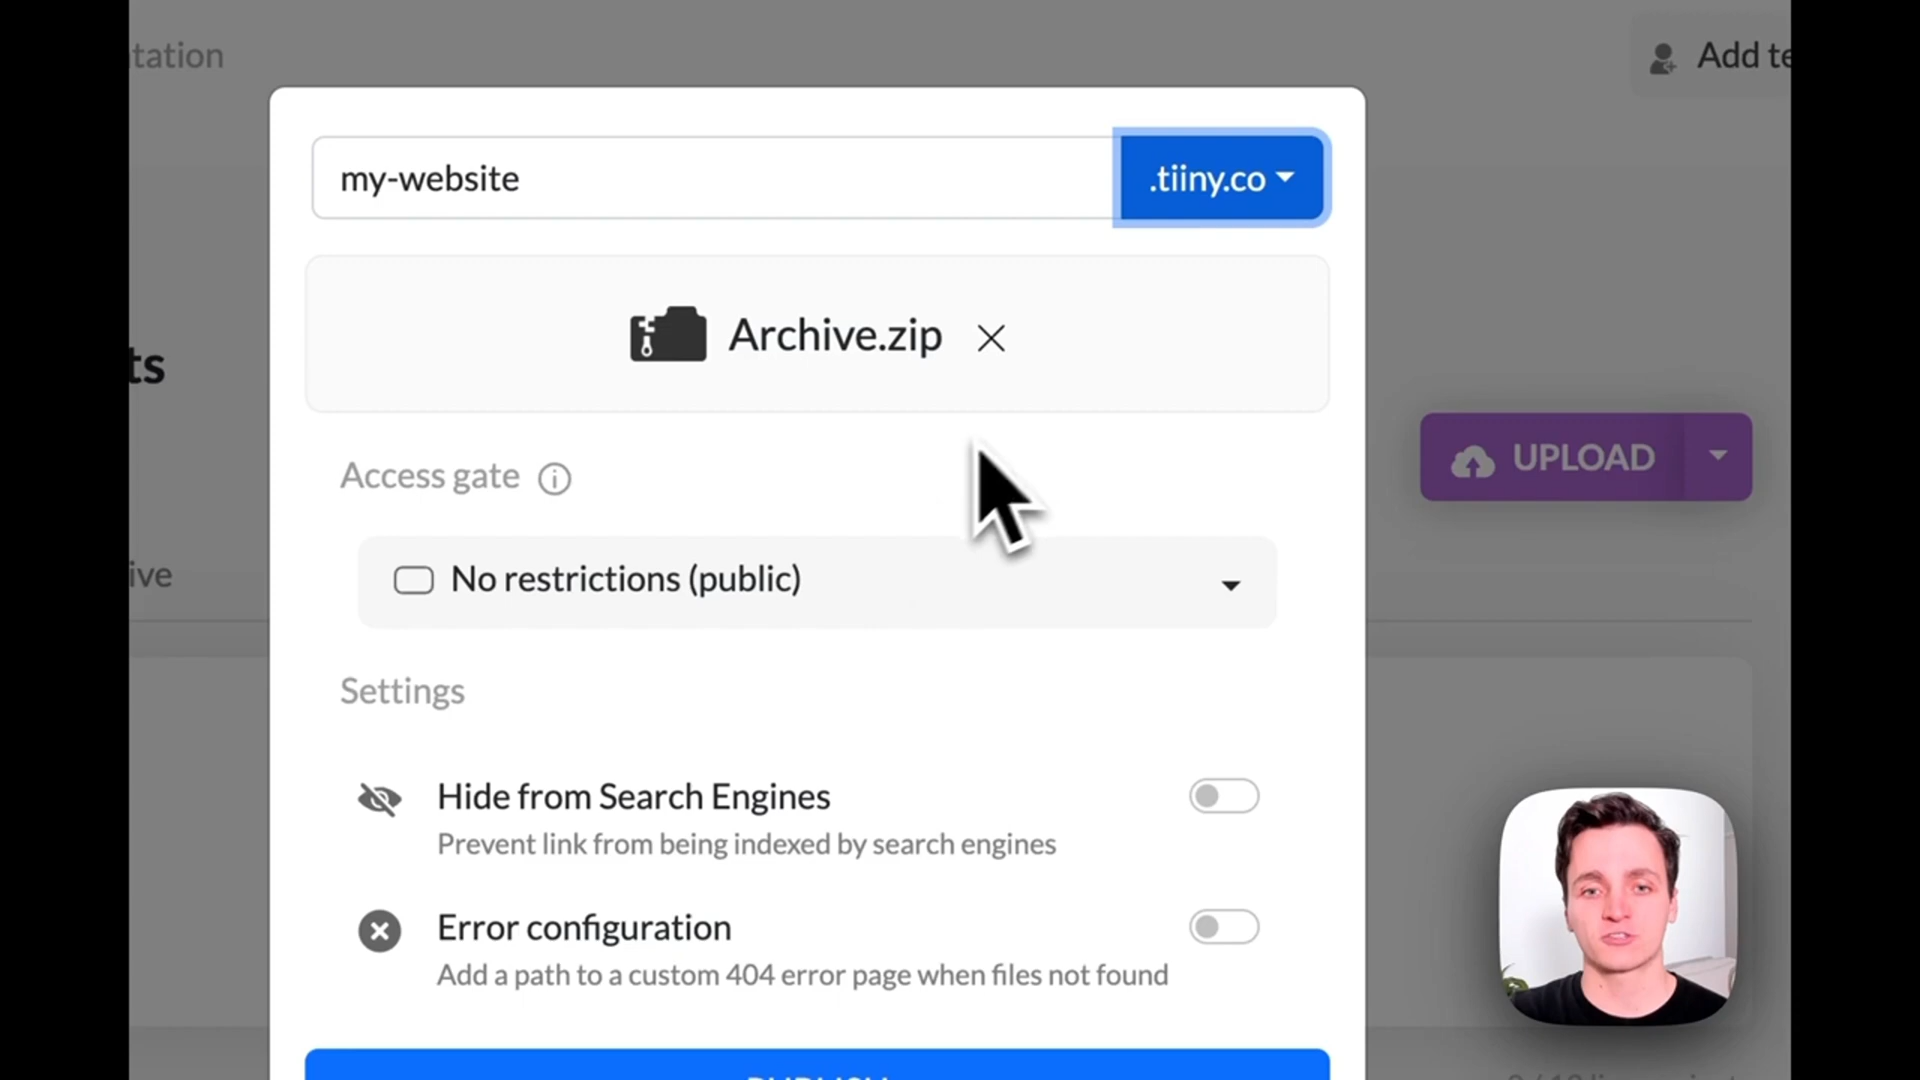 tation
Add te
my-website
.tiiny.co
Archive.zip
ts
Access gate
UPLOAD
ive
No restrictions (public)
Settings
Hide from Search Engines
Prevent link from being indexed by search engines
Error configuration
Add a path to a custom 404 error page when files not found